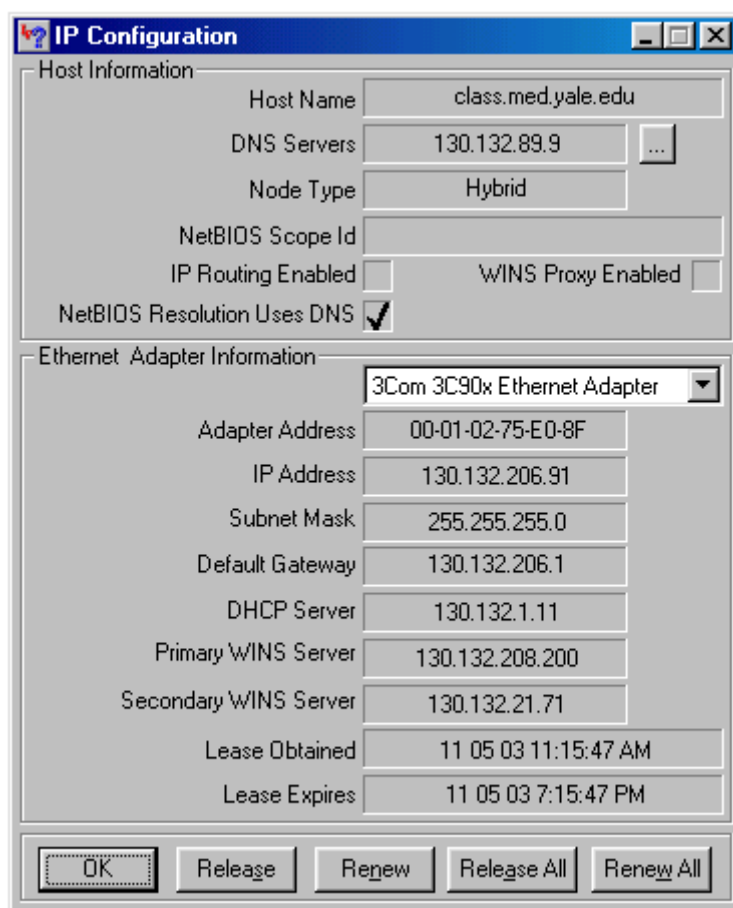 IP Configuration
Host Information
Host Name class.med.yale.edu
DNS Servers 130.132.89.9 ...
Node Type Hybrid
NetBIOS Scope Id
IP Routing Enabled WINS Proxy Enabled
NetBIOS Resolution Uses DNS
Ethernet Adapter Information
3Com 3C90x Ethernet Adapter
Adapter Address 00-01-02-75-E0-8F
IP Address 130.132.206.91
Subnet Mask 255.255.255.0
Default Gateway 130.132.206.1
DHCP Server 130.132.1.11
Primary WINS Server 130.132.208.200
Secondary WINS Server 130.132.21.71
Lease Obtained 11 05 03 11:15:47 AM
Lease Expires 11 05 03 7:15:47 PM
OK Release Renew Release All Renew All